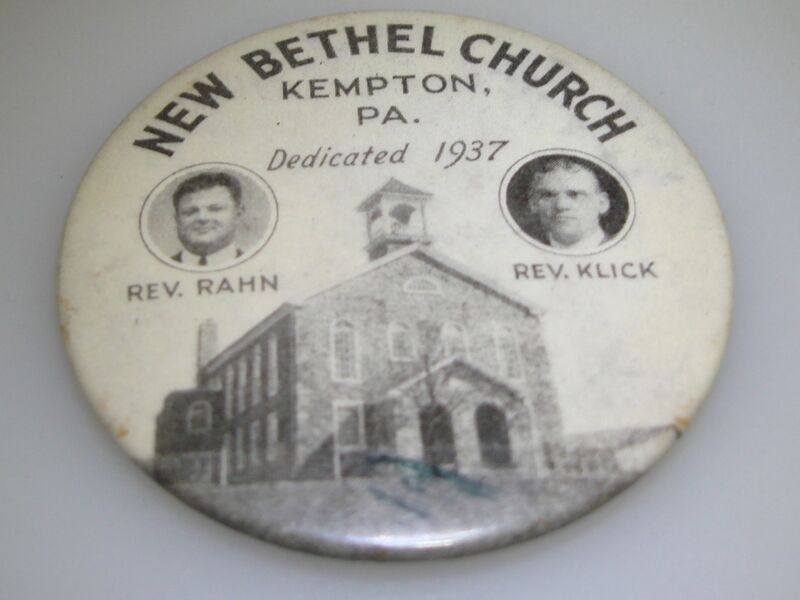 NEW BETHEL CHURCH
KEMPTON,
PA.
Dedicated 1937
REV. RAHN
REV. KLICK